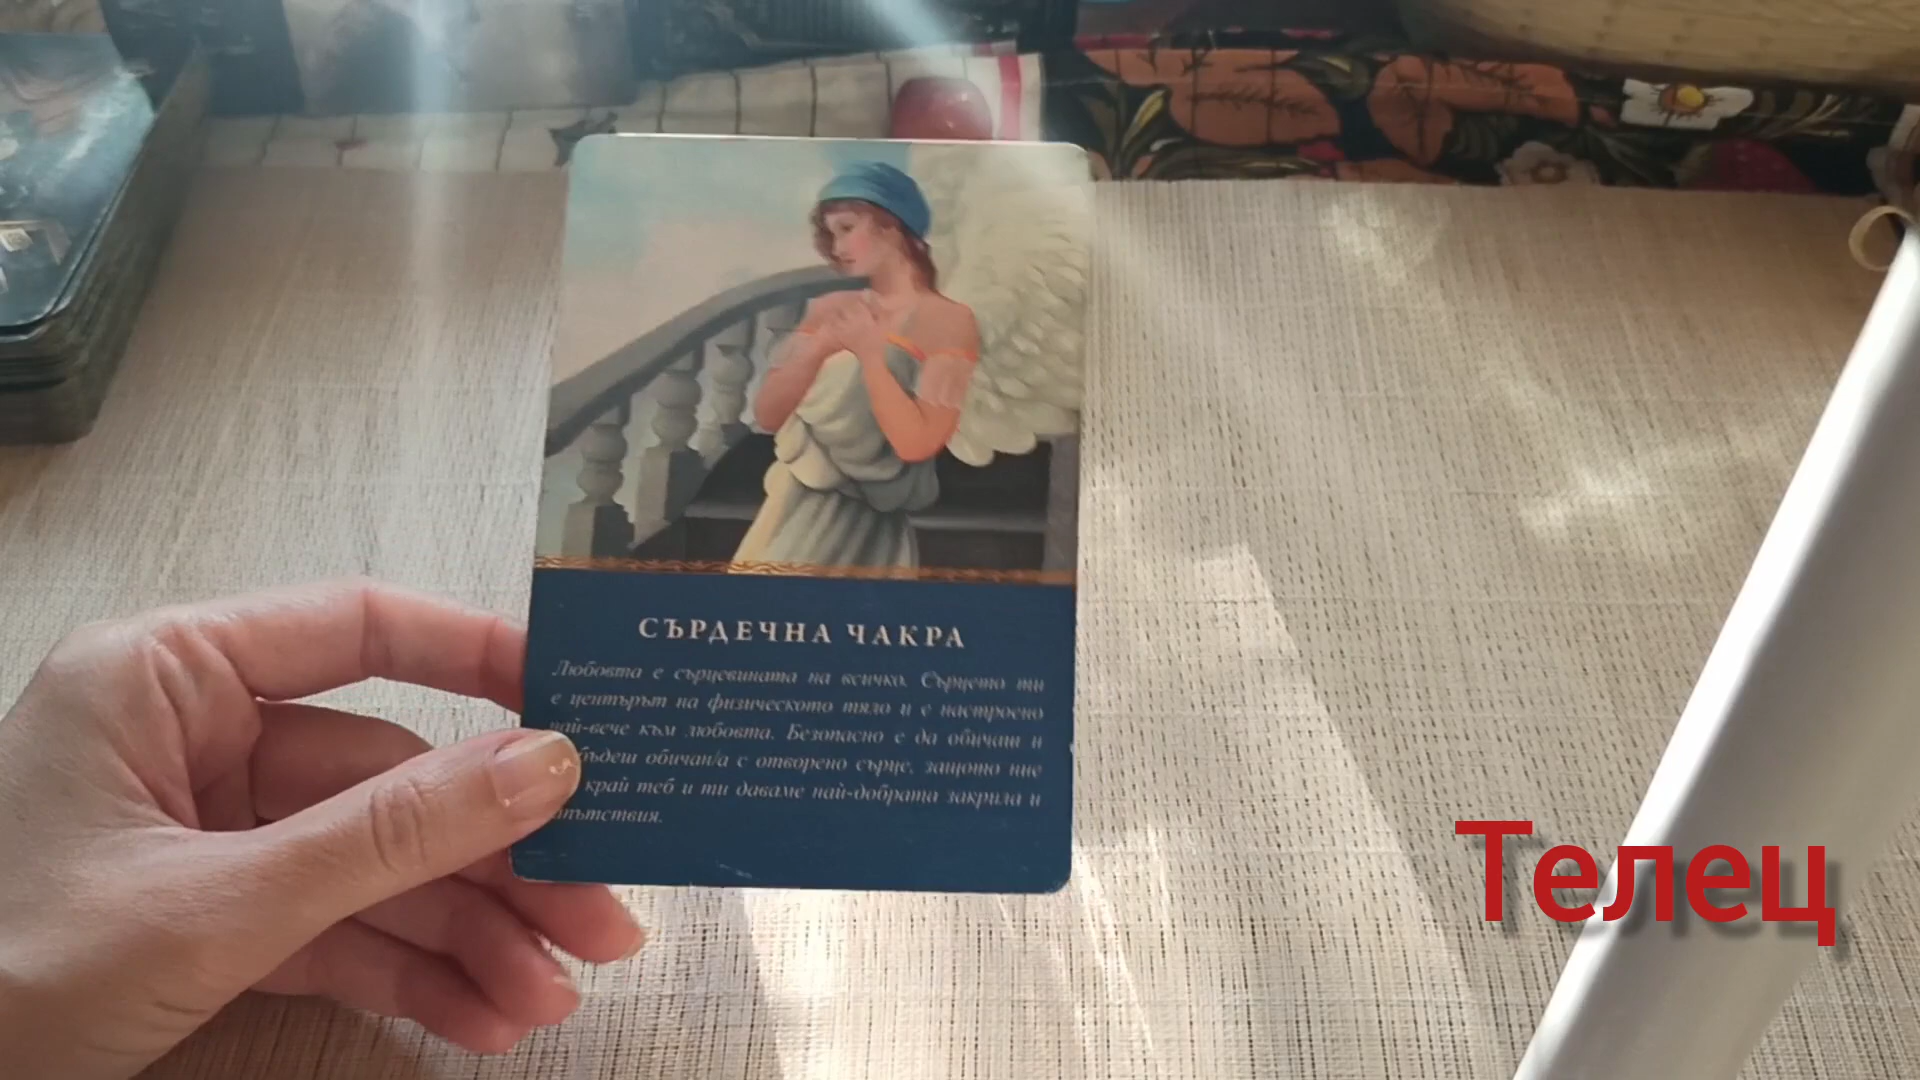 СЪРДЕЧНА ЧАКРА
Любовта е сърцевината на всичко. Сърцето ти
е центърът на физическото тяло и е настроено
най-вече към любовта. Безопасно е да обичаш и
бъдеш обичан/а с отворено сърце, защото ние
край теб и ти даваме най-добрата закрила и
Телец